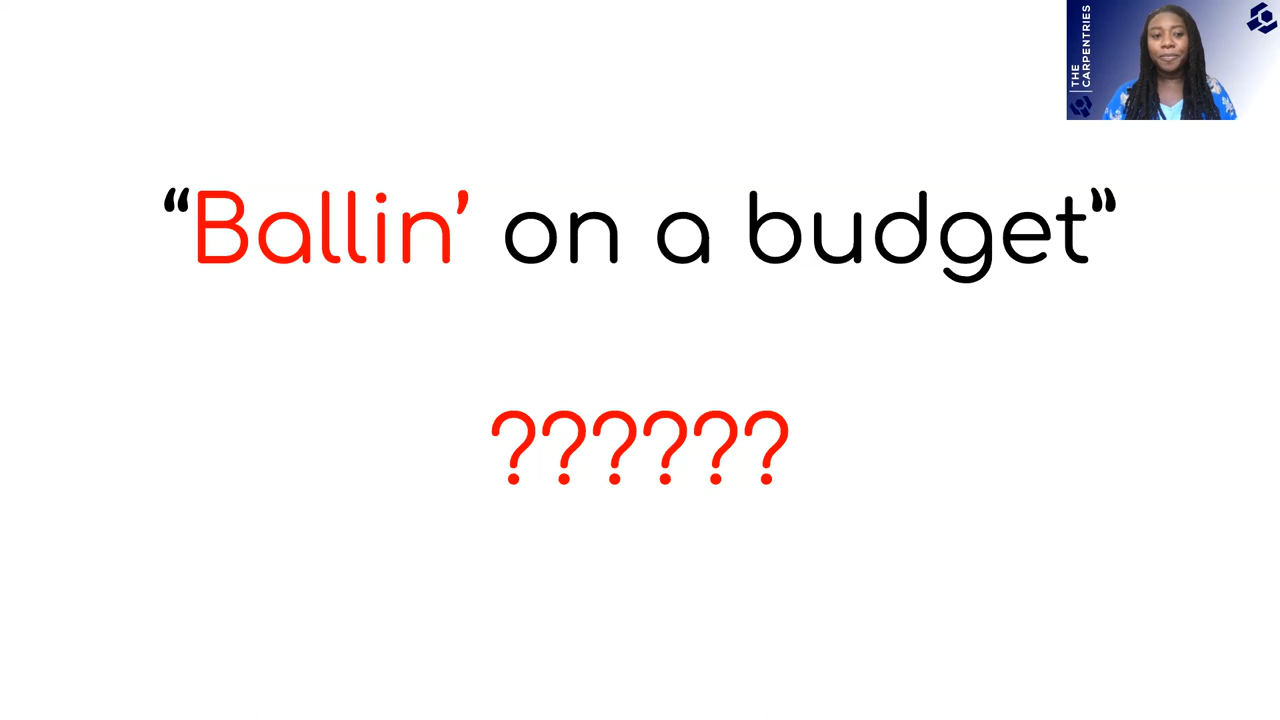 THE
CARPENTRIES
“Ballin’ on a budget”
??????